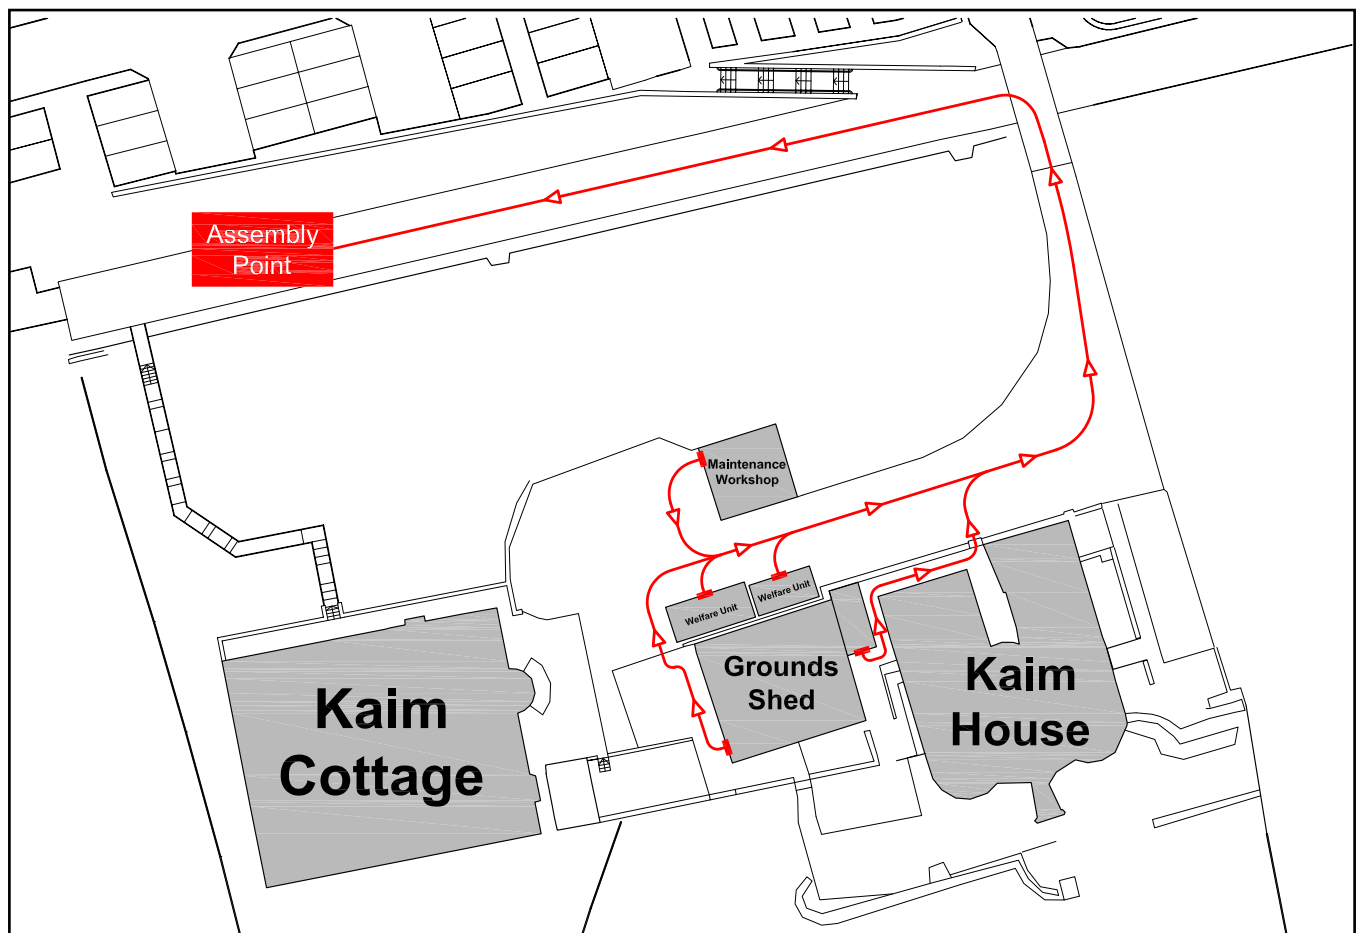 Assembly
Point
Maintenance
Workshop
Welfare Unit
Welfare Unit
Grounds
Shed
Kaim
House
Kaim
Cottage